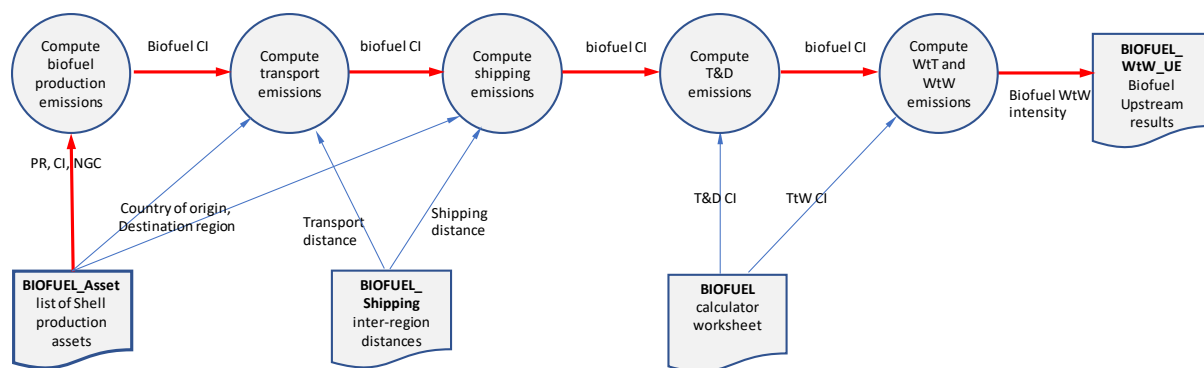 Compute
biofuel
production
emissions
Biofuel CI
Compute
transport
emissions
biofuel CI
Compute
shipping
emissions
biofuel CI
Compute
T&D
emissions
biofuel CI
Compute
WtT and
WtW
emissions
Biofuel WtW
intensity
BIOFUEL_
WtW_UE
Biofuel
Upstream
results
PR, CI, NGC
Country of origin,
Destination region
Transport
distance
Shipping
distance
T&D CI
TtW CI
BIOFUEL_Asset
list of Shell
production
assets
BIOFUEL_
Shipping
inter-region
distances
BIOFUEL
calculator
worksheet